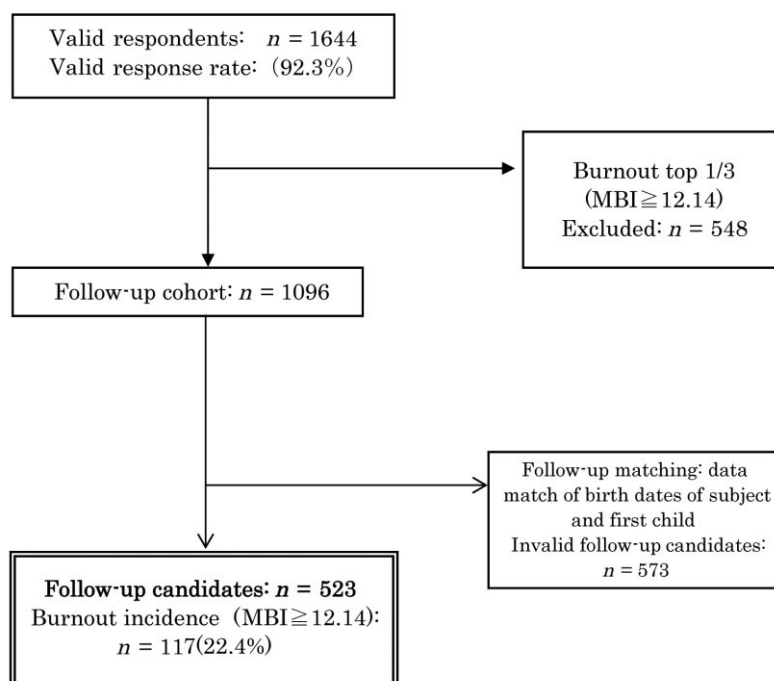 Valid respondents: n = 1644
Valid response rate: (92.3%)
Burnout top 1/3
(MBI≧12.14)
Excluded: n = 548
Follow-up cohort: n = 1096
Follow-up matching: data
match of birth dates of subject
and first child
Invalid follow-up candidates:
n = 573
Follow-up candidates: n = 523
Burnout incidence (MBI≧12.14):
n = 117(22.4%)